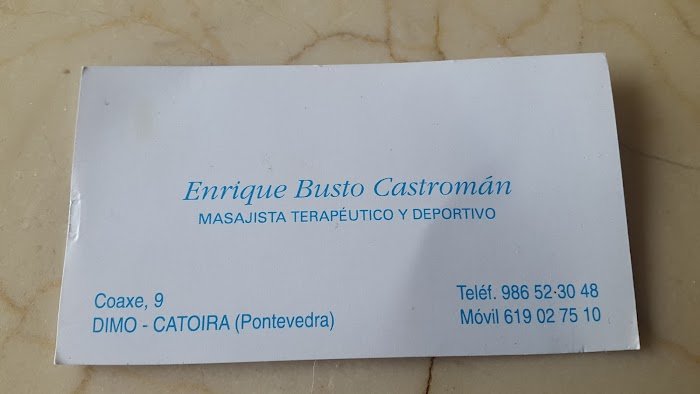 Enrique Busto Castromán
MASAJISTA TERAPÉUTICO Y DEPORTIVO
Coaxe, 9
DIMO - CATOIRA (Pontevedra)
Teléf. 986 52·30 48
Móvil 619 02 75 10